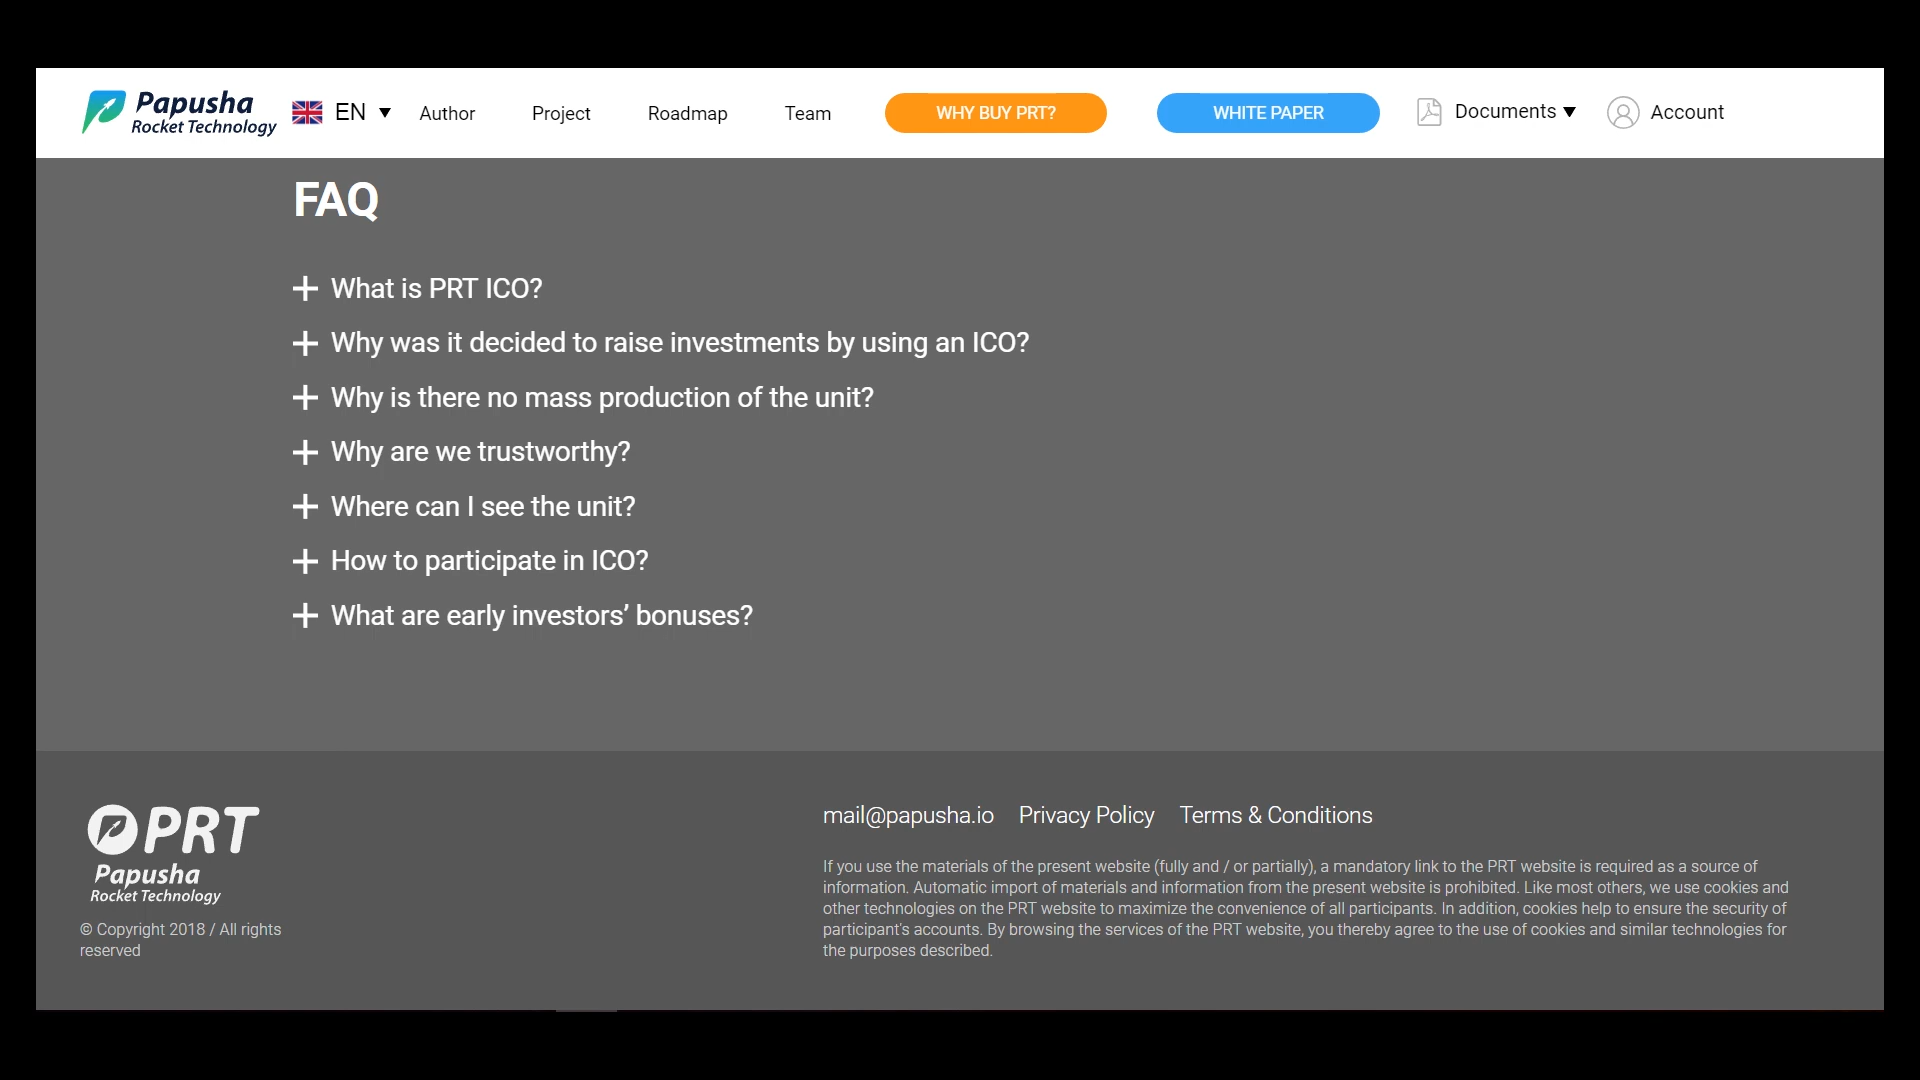 Papusha
Rocket Technology
EN
Author
Project
Roadmap
Team
WHY BUY PRT?
WHITE PAPER
Documents
Account
FAQ
What is PRT ICO?
Why was it decided to raise investments by using an ICO?
Why is there no mass production of the unit?
Why are we trustworthy?
Where can I see the unit?
How to participate in ICO?
What are early investors’ bonuses?
PRT
Papusha
Rocket Technology
© Copyright 2018 / All rights
reserved
mail@papusha.io Privacy Policy Terms & Conditions
If you use the materials of the present website (fully and / or partially), a mandatory link to the PRT website is required as a source of
information. Automatic import of materials and information from the present website is prohibited. Like most others, we use cookies and
other technologies on the PRT website to maximize the convenience of all participants. In addition, cookies help to ensure the security of
participant's accounts. By browsing the services of the PRT website, you thereby agree to the use of cookies and similar technologies for
the purposes described.